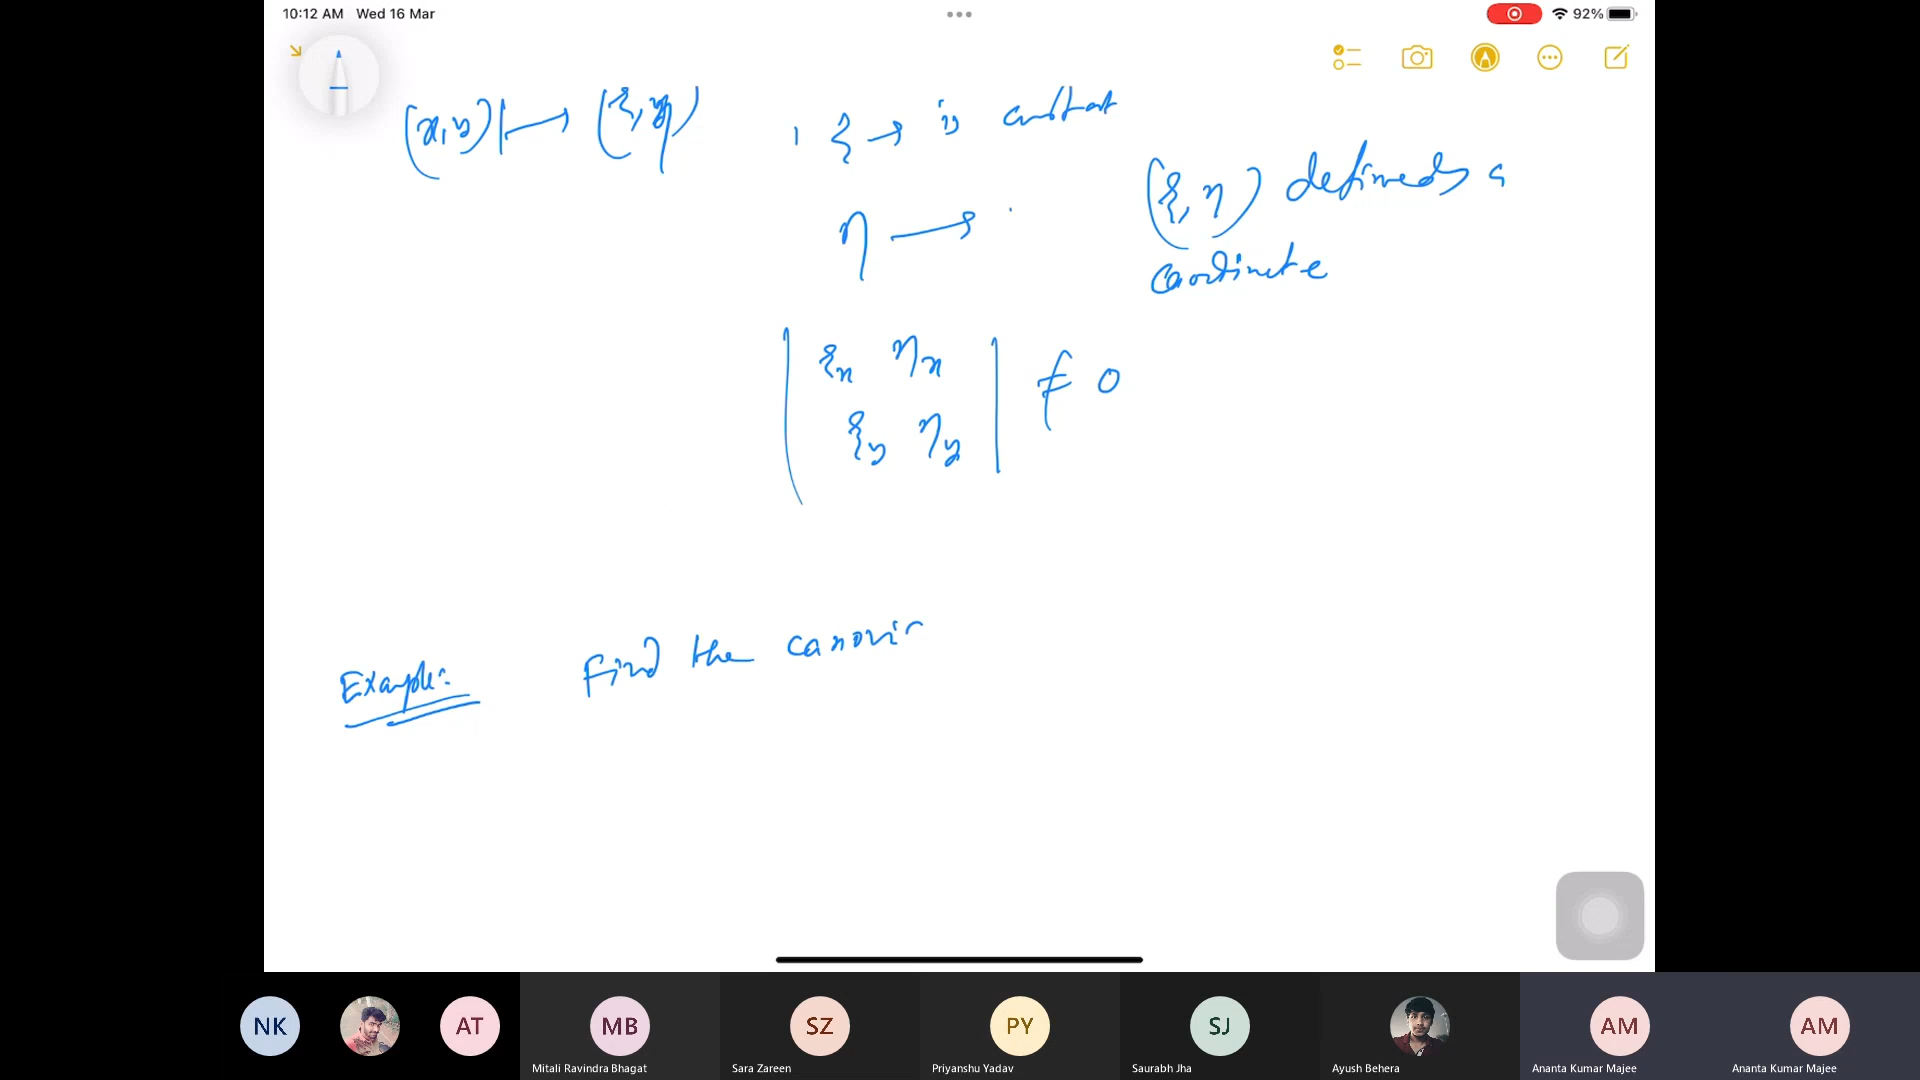 10:12 AM Wed 16 Mar
92%
(x,y) ⟼ (ξ,η) , ξ → is constant
(ξ, η) defineds a
η →
coordinate
| ξx ηx |
| ξy ηy | ≠ 0
Example: Find the canonic
NK
AT
MB
SZ
PY
SJ
AM
AM
Mitali Ravindra Bhagat
Sara Zareen
Priyanshu Yadav
Saurabh Jha
Ayush Behera
Ananta Kumar Majee
Ananta Kumar Majee